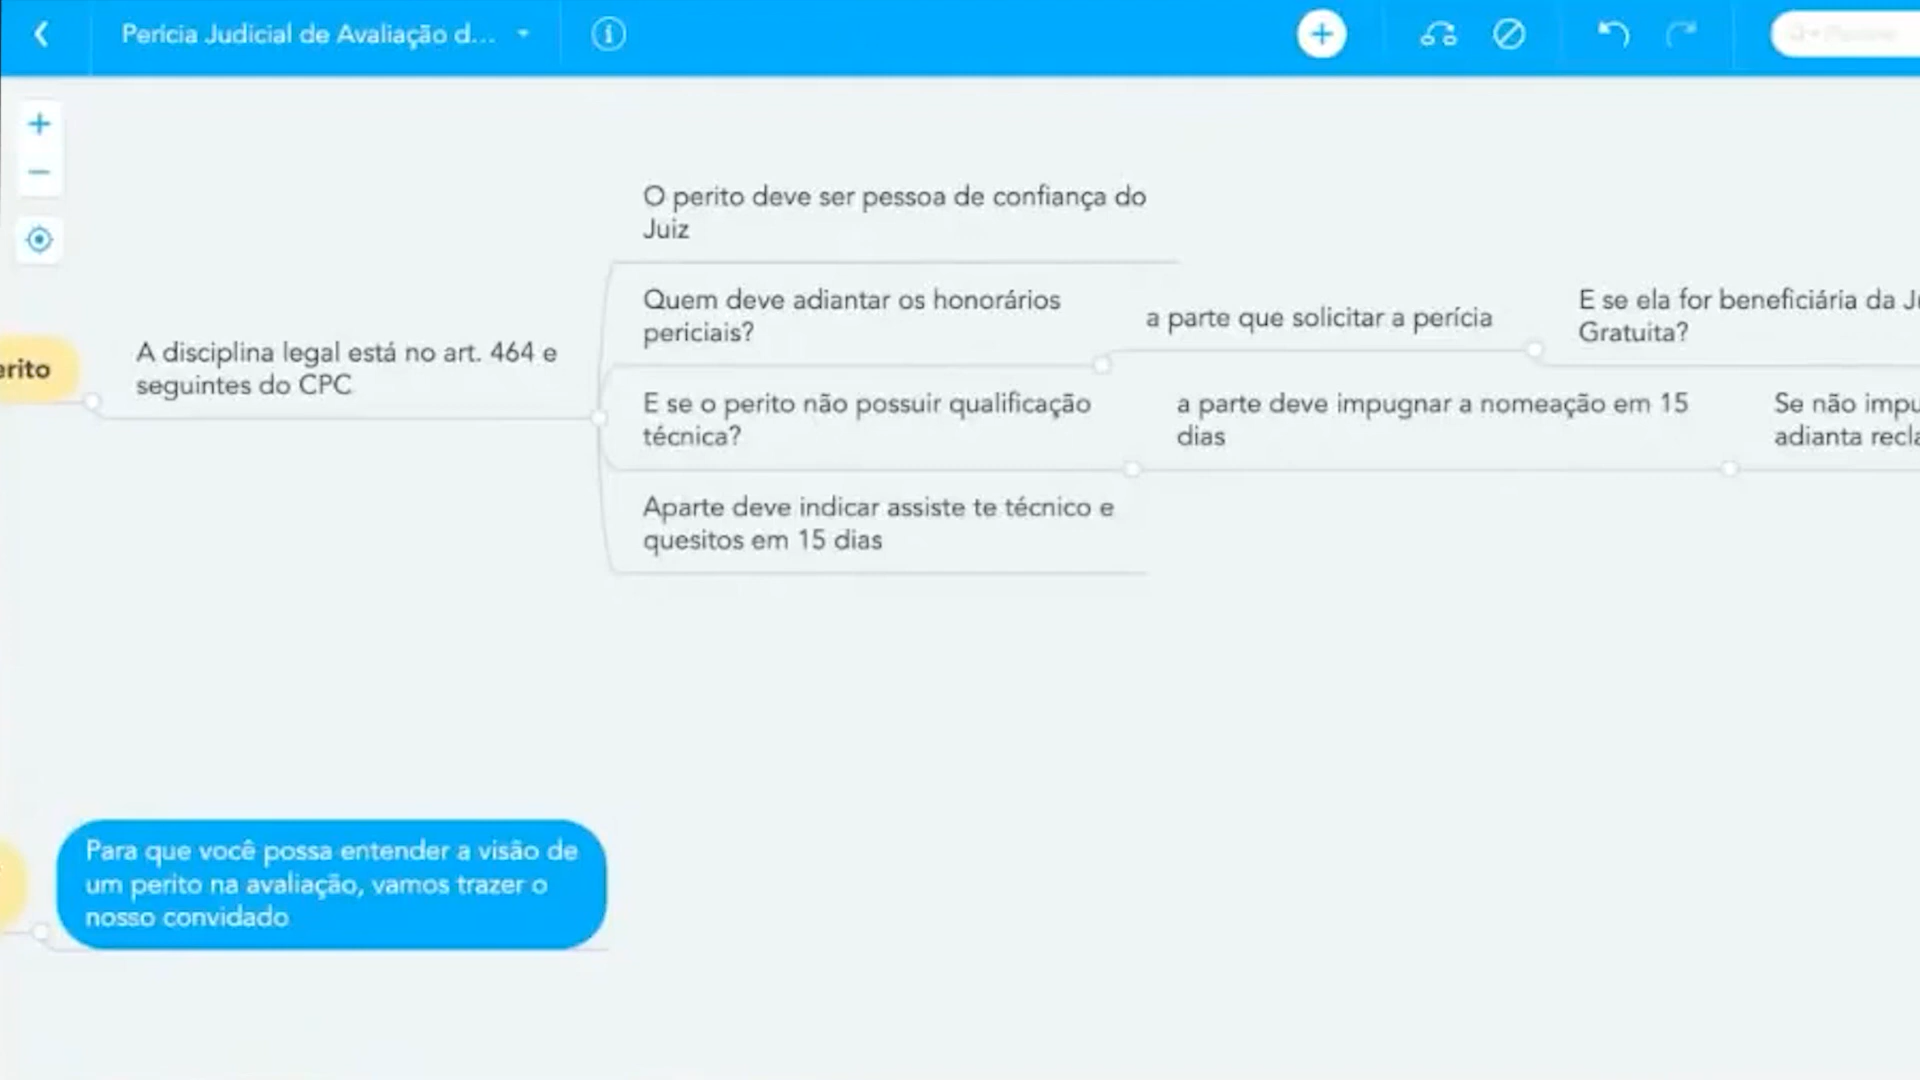 Perícia Judicial de Avaliação d...
O perito deve ser pessoa de confiança do
Juiz
Quem deve adiantar os honorários
periciais?
a parte que solicitar a perícia
E se ela for beneficiária da Ju
Gratuita?
erito
A disciplina legal está no art. 464 e
seguintes do CPC
E se o perito não possuir qualificação
técnica?
a parte deve impugnar a nomeação em 15
dias
Se não impu
adianta recla
Aparte deve indicar assiste te técnico e
quesitos em 15 dias
Para que você possa entender a visão de
um perito na avaliação, vamos trazer o
nosso convidado